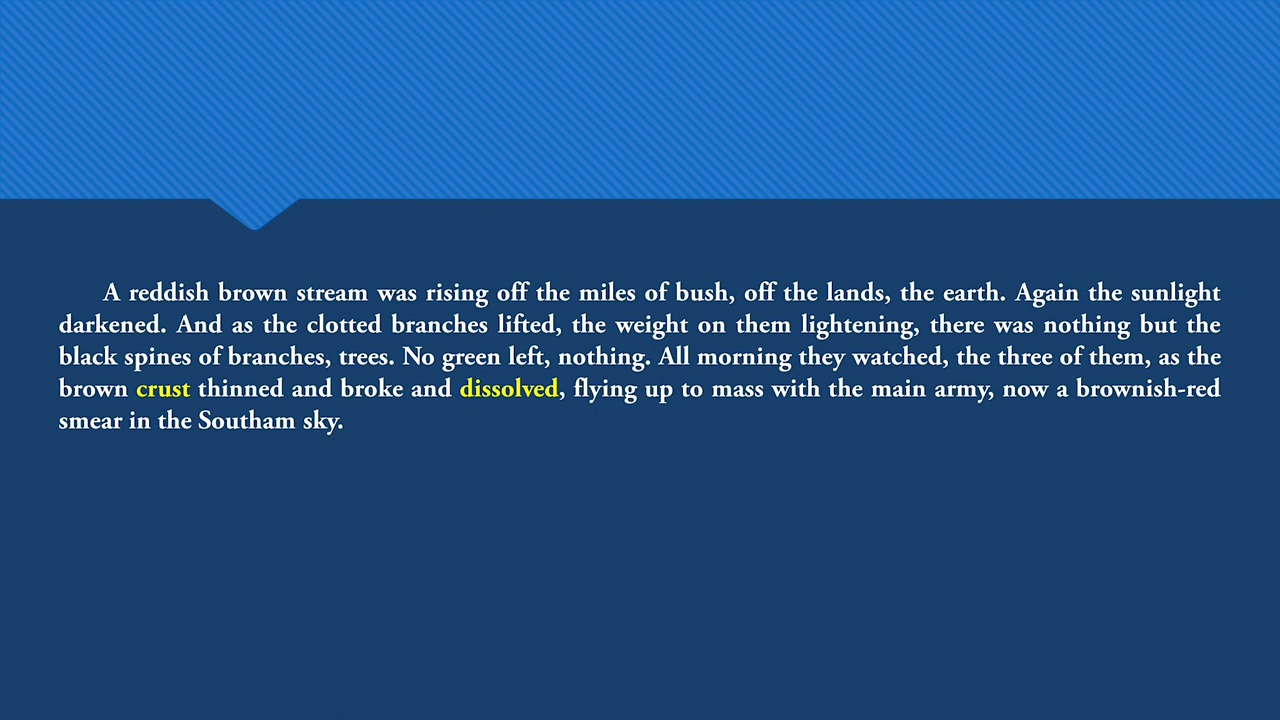 A reddish brown stream was rising off the miles of bush, off the lands, the earth. Again the sunlight
darkened. And as the clotted branches lifted, the weight on them lightening, there was nothing but the
black spines of branches, trees. No green left, nothing. All morning they watched, the three of them, as the
brown crust thinned and broke and dissolved, flying up to mass with the main army, now a brownish-red
smear in the Southam sky.